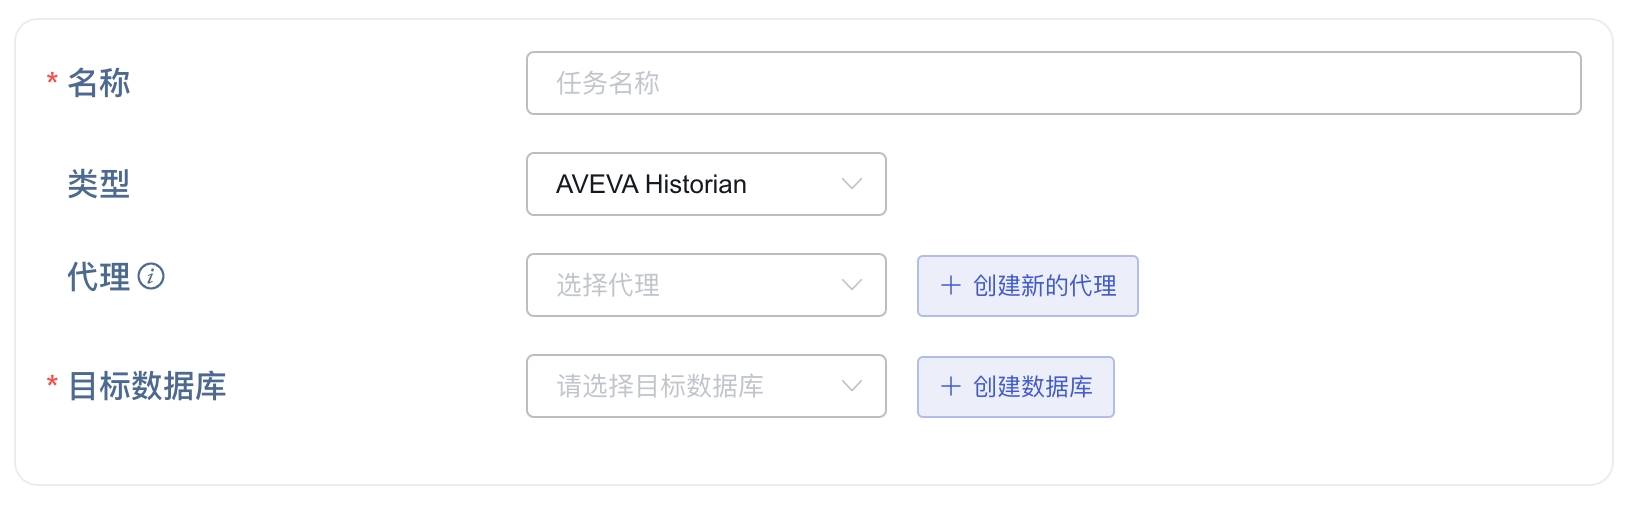 * 名称 任务名称
类型 AVEVA Historian
代理 i 选择代理 + 创建新的代理
* 目标数据库 请选择目标数据库 + 创建数据库